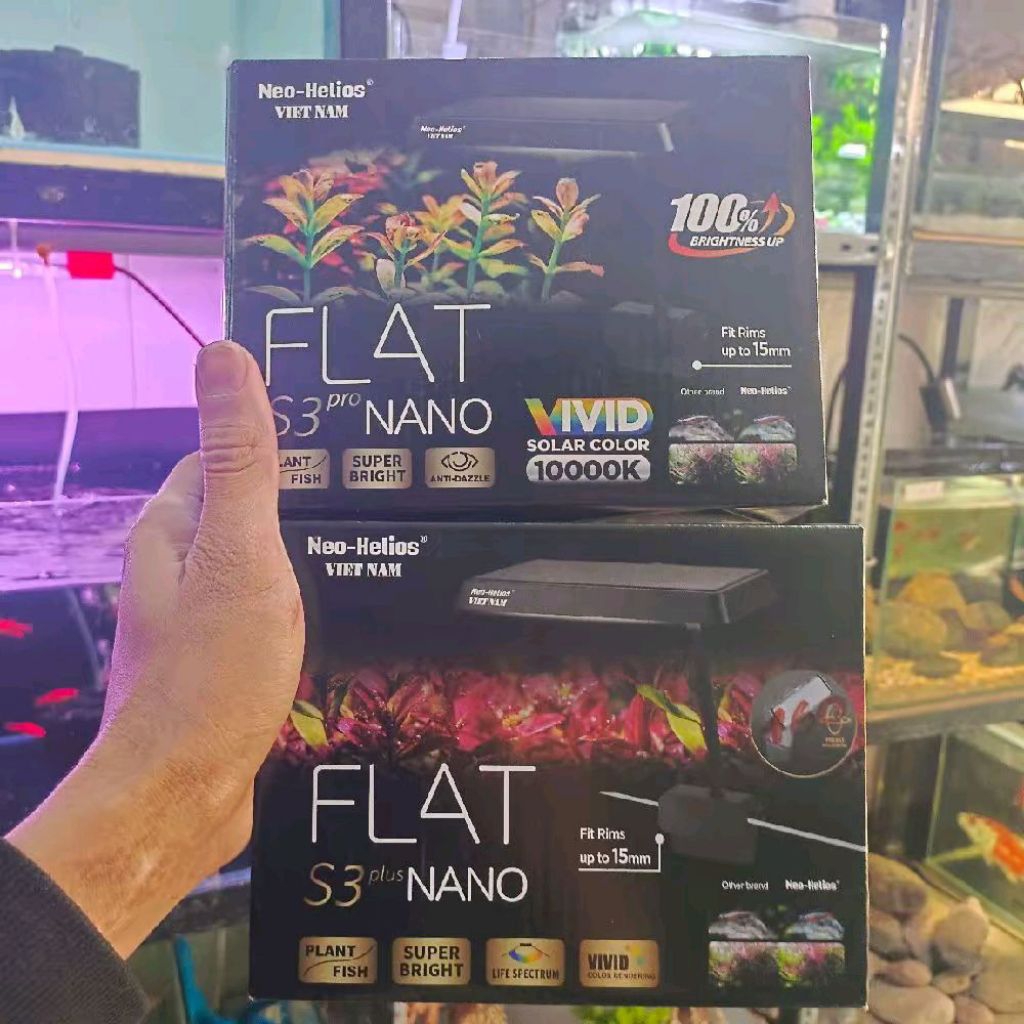 Neo-Helios®
VIET NAM
Neo-Helios®
VIET NAM
100%
BRIGHTNESS UP
FLAT
S3 pro NANO
Fit Rims
up to 15mm
VIVID
SOLAR COLOR
10000K
Other brand Neo-Helios®
LANT
FISH
SUPER
BRIGHT
ANTI-DAZZLE
Neo-Helios®
VIET NAM
Neo-Helios®
VIET NAM
FLAT
S3 plus NANO
Fit Rims
up to 15mm
Other brand Neo-Helios®
PLANT
FISH
SUPER
BRIGHT
LIFE SPECTRUM
VIVID
COLOR RENDERING